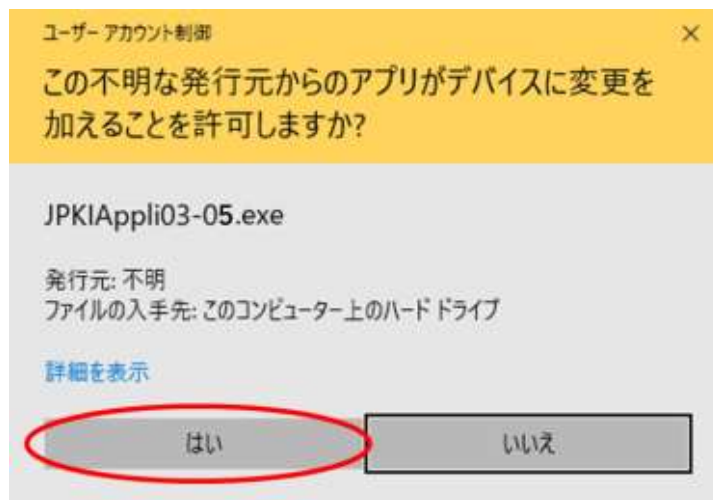 ユーザー アカウント制御
この不明な発行元からのアプリがデバイスに変更を
加えることを許可しますか?
JPKIAppli03-05.exe
発行元: 不明
ファイルの入手先: このコンピューター上のハード ドライブ
詳細を表示
はい
いいえ